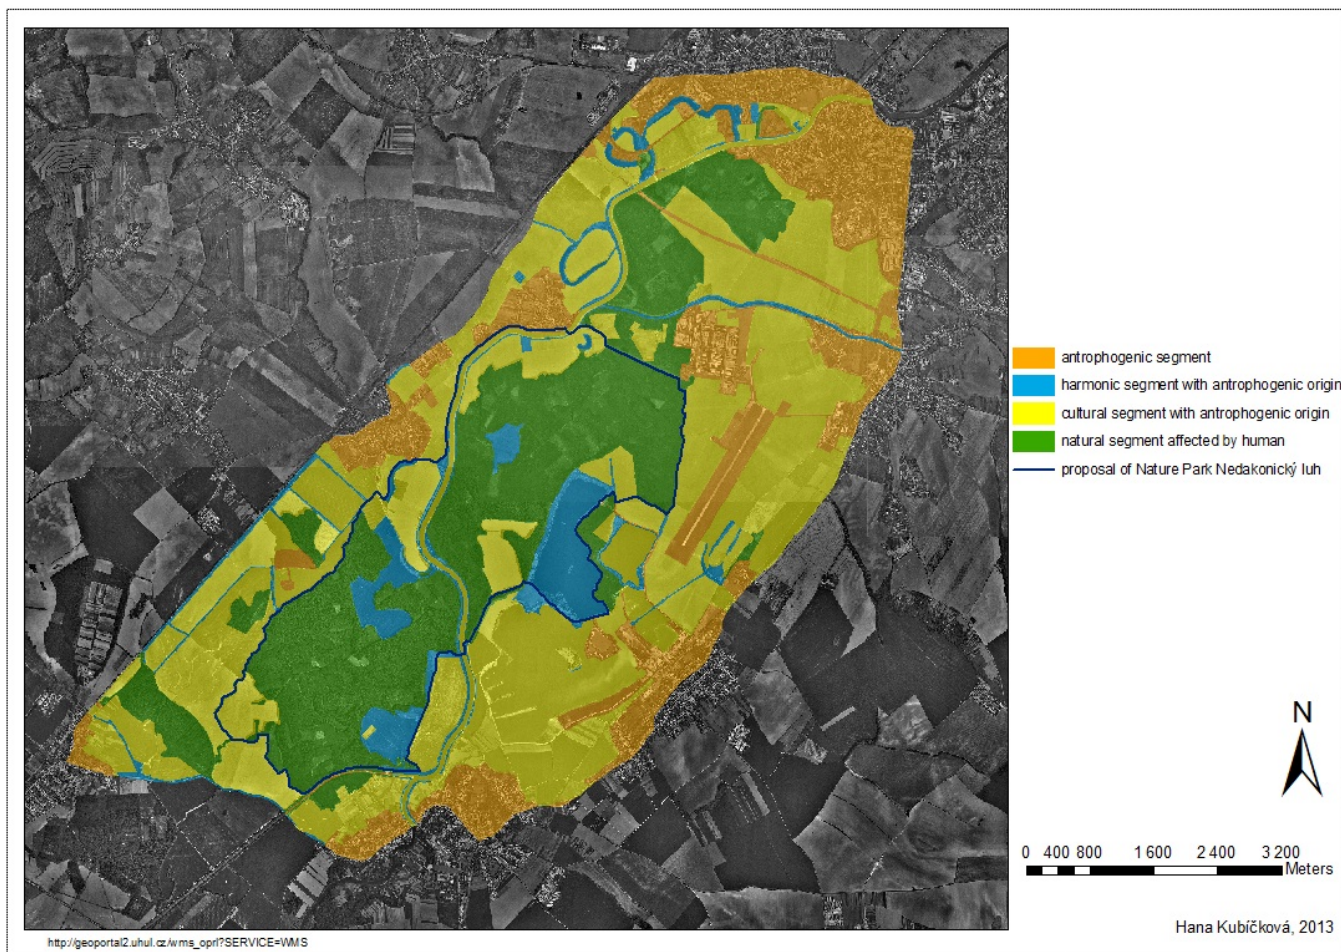 antrophogenic segment
harmonic segment with antrophogenic origin
cultural segment with antrophogenic origin
natural segment affected by human
proposal of Nature Park Nedakonický luh
N
0 400 800 1 600 2 400 3 200
Meters
Hana Kubíčková, 2013
http://geoportal2.uhul.cz/wms_oprl?SERVICE=WMS